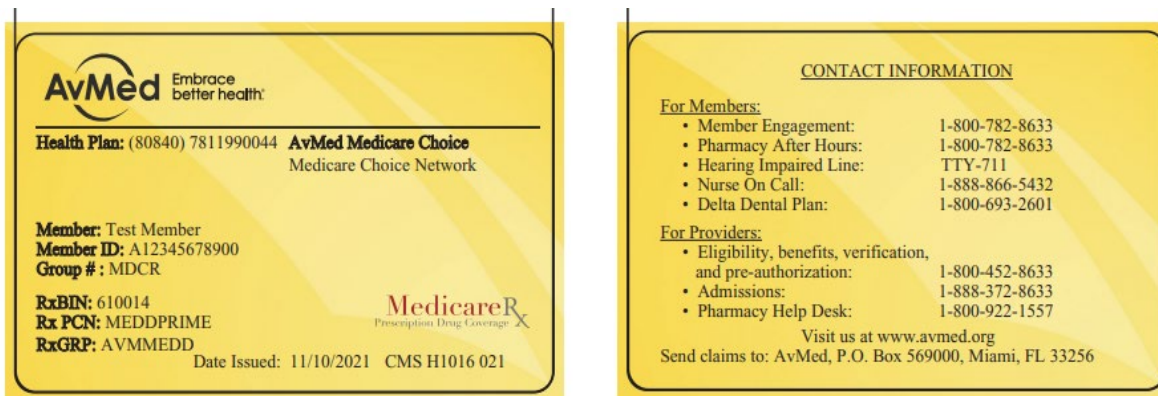 AvMed Embrace better health®
Health Plan: (80840) 7811990044 AvMed Medicare Choice
Medicare Choice Network
Member: Test Member
Member ID: A12345678900
Group # : MDCR
RxBIN: 610014
Rx PCN: MEDDPRIME
RxGRP: AVMMEDD
MedicareRx
Prescription Drug Coverage
Date Issued: 11/10/2021 CMS H1016 021
CONTACT INFORMATION
For Members:
• Member Engagement: 1-800-782-8633
• Pharmacy After Hours: 1-800-782-8633
• Hearing Impaired Line: TTY-711
• Nurse On Call: 1-888-866-5432
• Delta Dental Plan: 1-800-693-2601
For Providers:
• Eligibility, benefits, verification,
and pre-authorization: 1-800-452-8633
• Admissions: 1-888-372-8633
• Pharmacy Help Desk: 1-800-922-1557
Visit us at www.avmed.org
Send claims to: AvMed, P.O. Box 569000, Miami, FL 33256